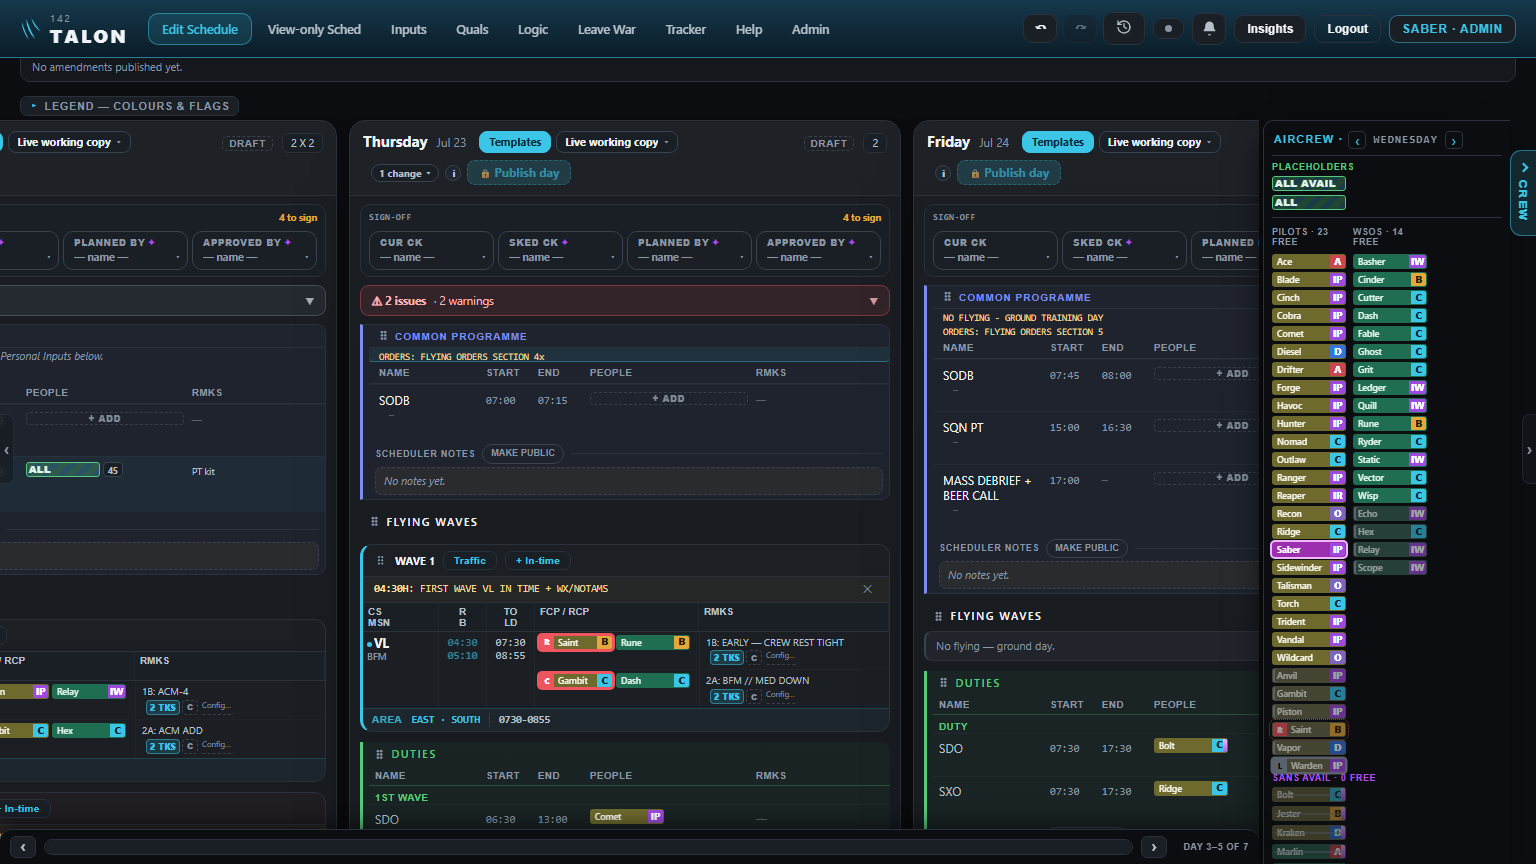 142
TALON
Edit Schedule
View-only Sched
Inputs
Quals
Logic
Leave War
Tracker
Help
Admin
Insights
Logout
SABER · ADMIN
No amendments published yet.
LEGEND — COLOURS & FLAGS
Live working copy
DRAFT
2 X 2
4 to sign
PLANNED BY
— name —
APPROVED BY
— name —
Personal Inputs below.
PEOPLE
RMKS
+ ADD
—
ALL
45
PT kit
/ RCP
RMKS
IP
Relay
IW
1B: ACM-4
2 TKS
C
Config...
C
Hex
C
2A: ACM ADD
2 TKS
C
Config...
+ In-time
Thursday
Jul 23
Templates
Live working copy
DRAFT
2
1 change
i
Publish day
SIGN-OFF
4 to sign
CUR CK
— name —
SKED CK
— name —
PLANNED BY
— name —
APPROVED BY
— name —
2 issues · 2 warnings
COMMON PROGRAMME
ORDERS: FLYING ORDERS SECTION 4x
NAME
START
END
PEOPLE
RMKS
SODB
07:00
07:15
+ ADD
—
—
SCHEDULER NOTES
MAKE PUBLIC
No notes yet.
FLYING WAVES
WAVE 1
Traffic
+ In-time
04:30H: FIRST WAVE VL IN TIME + WX/NOTAMS
CS
MSN
R
B
TO
LD
FCP / RCP
RMKS
VL
BFM
04:30
05:10
07:30
08:55
R
Saint
B
Rune
B
1B: EARLY — CREW REST TIGHT
2 TKS
C
Config...
C
Gambit
C
Dash
C
2A: BFM // MED DOWN
2 TKS
C
Config...
AREA
EAST · SOUTH
0730-0855
DUTIES
NAME
START
END
PEOPLE
RMKS
1ST WAVE
SDO
06:30
13:00
Comet
IP
—
Friday
Jul 24
Templates
Live working copy
i
Publish day
SIGN-OFF
CUR CK
— name —
SKED CK
— name —
PLANNED
— name —
COMMON PROGRAMME
NO FLYING - GROUND TRAINING DAY
ORDERS: FLYING ORDERS SECTION 5
NAME
START
END
PEOPLE
SODB
07:45
08:00
+ ADD
—
SQN PT
15:00
16:30
+ ADD
—
MASS DEBRIEF +
BEER CALL
17:00
—
+ ADD
—
SCHEDULER NOTES
MAKE PUBLIC
No notes yet.
FLYING WAVES
No flying — ground day.
DUTIES
NAME
START
END
PEOPLE
DUTY
SDO
07:30
17:30
Bolt
C
SXO
07:30
17:30
Ridge
C
AIRCREW ·
WEDNESDAY
PLACEHOLDERS
ALL AVAIL
ALL
PILOTS · 23
FREE
Ace A
Blade IP
Cinch IP
Cobra IP
Comet IP
Diesel D
Drifter A
Forge IP
Havoc IP
Hunter IP
Nomad C
Outlaw C
Ranger IP
Reaper IR
Recon O
Ridge C
Saber IP
Sidewinder IP
Talisman O
Torch C
Trident IP
Vandal IP
Wildcard O
Anvil IP
Gambit C
Piston IP
R Saint B
Vapor D
L Warden IP
WSOS · 14
FREE
Basher IW
Cinder B
Cutter C
Dash C
Fable C
Ghost C
Grit C
Ledger IW
Quill IW
Rune B
Ryder C
Static IW
Vector C
Wisp C
Echo IW
Hex C
Relay IW
Scope IW
SANS AVAIL · 0 FREE
Bolt C
Jester B
Kraken D
Marlin A
CREW
DAY 3–5 OF 7